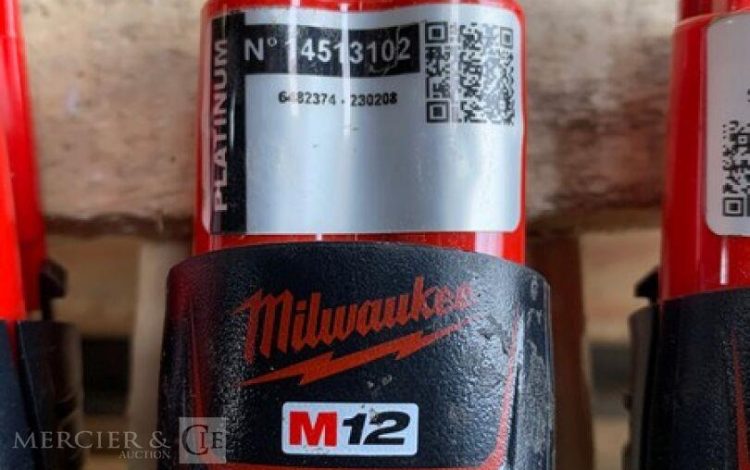 PLATINUM
N° 14513102
6482374 - 230208
Milwaukee
M12
MERCIER & CIE
AUCTION